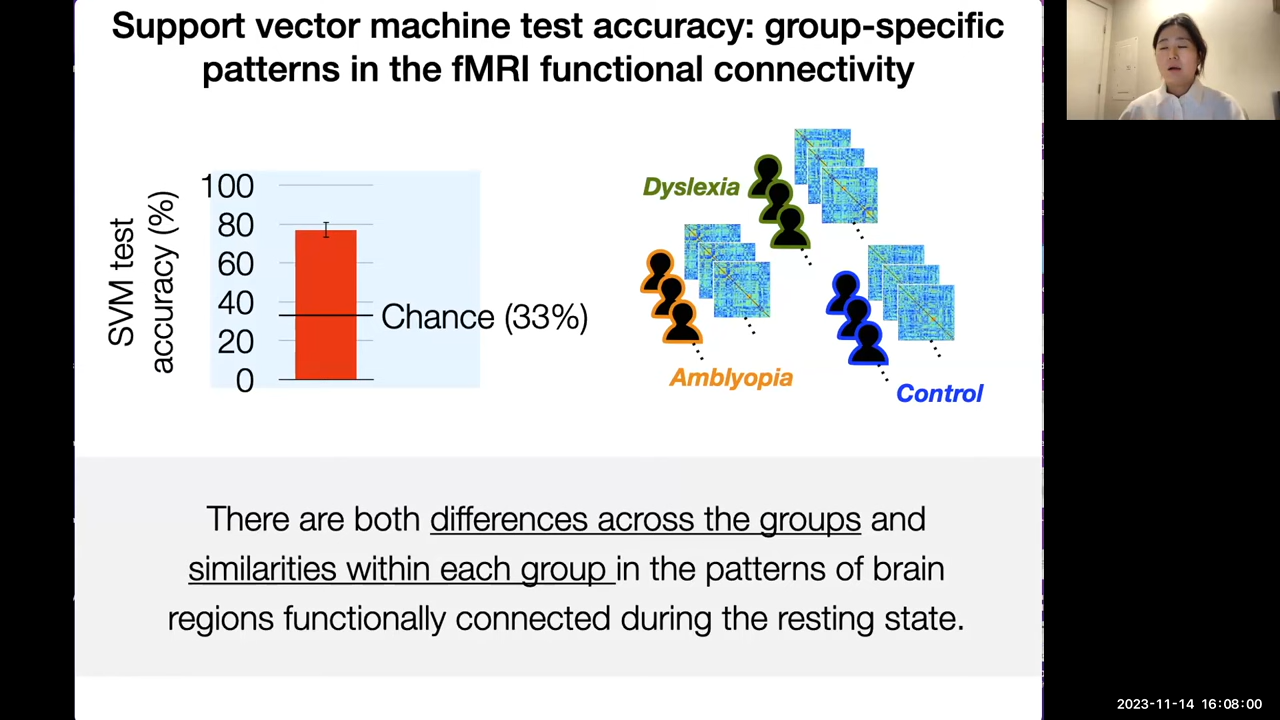 Support vector machine test accuracy: group-specific
patterns in the fMRI functional connectivity
SVM test
accuracy (%)
100
80
60
40
20
0
Chance (33%)
Dyslexia
Amblyopia
Control
There are both differences across the groups and
similarities within each group in the patterns of brain
regions functionally connected during the resting state.
2023-11-14 16:08:00